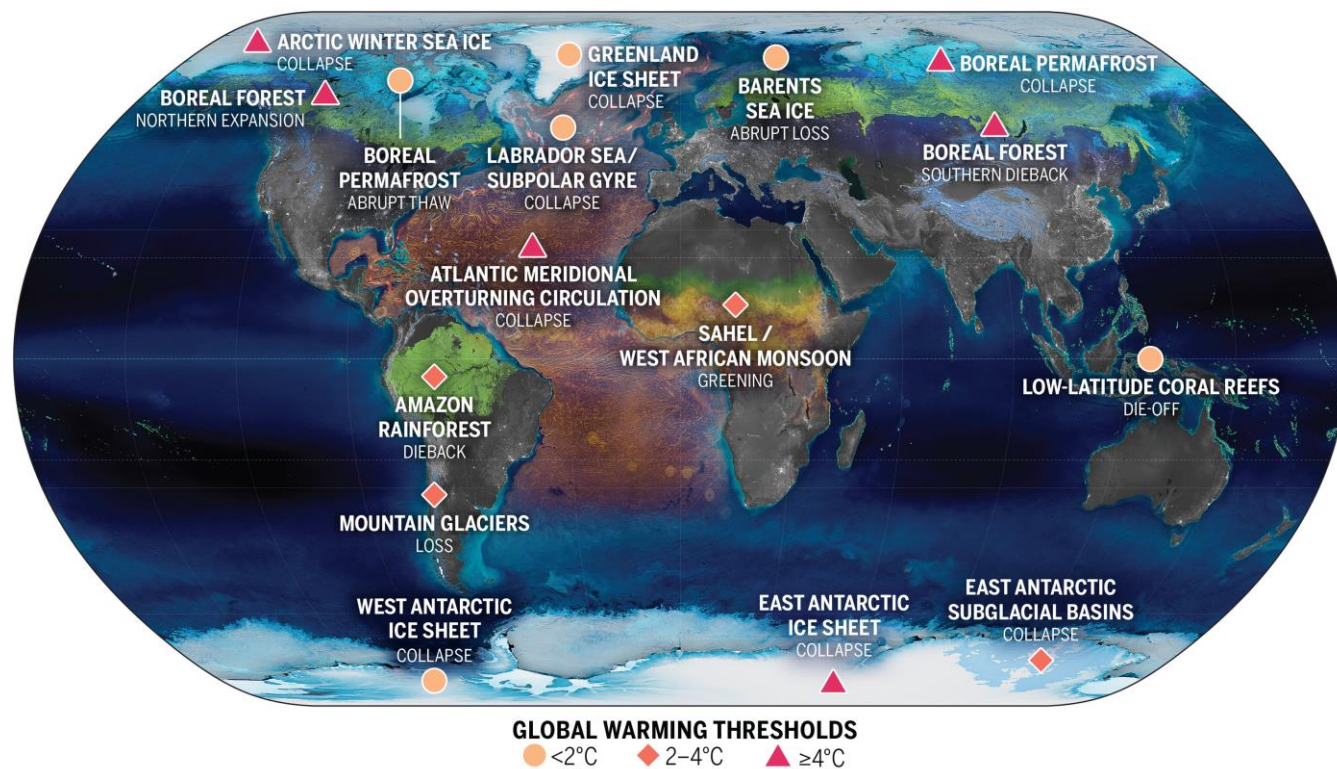 ARCTIC WINTER SEA ICE
COLLAPSE
GREENLAND
ICE SHEET
COLLAPSE
BARENTS
SEA ICE
ABRUPT LOSS
BOREAL PERMAFROST
COLLAPSE
BOREAL FOREST
NORTHERN EXPANSION
BOREAL
PERMAFROST
ABRUPT THAW
LABRADOR SEA/
SUBPOLAR GYRE
COLLAPSE
BOREAL FOREST
SOUTHERN DIEBACK
ATLANTIC MERIDIONAL
OVERTURNING CIRCULATION
COLLAPSE
SAHEL /
WEST AFRICAN MONSOON
GREENING
LOW-LATITUDE CORAL REEFS
DIE-OFF
AMAZON
RAINFOREST
DIEBACK
MOUNTAIN GLACIERS
LOSS
WEST ANTARCTIC
ICE SHEET
COLLAPSE
EAST ANTARCTIC
ICE SHEET
COLLAPSE
EAST ANTARCTIC
SUBGLACIAL BASINS
COLLAPSE
GLOBAL WARMING THRESHOLDS
<2°C 2–4°C ≥4°C